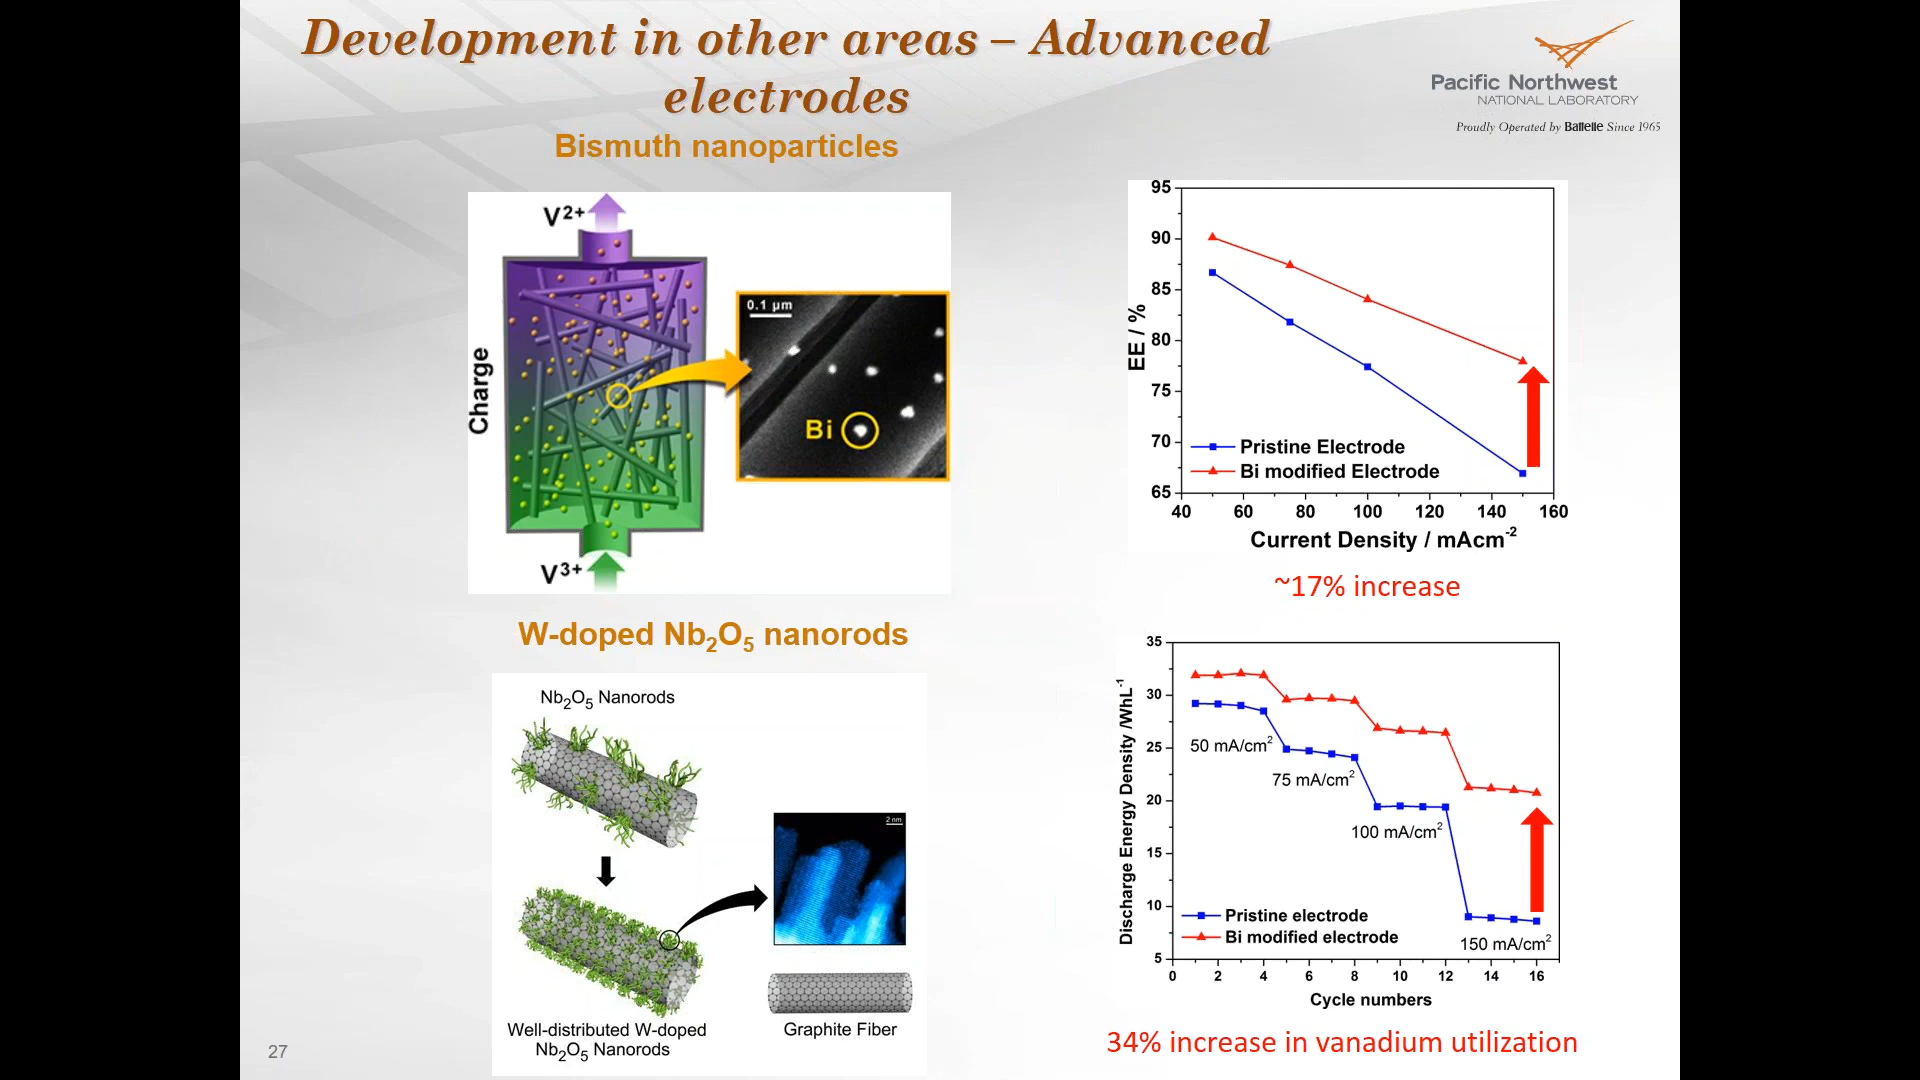 Development in other areas – Advanced
electrodes
Pacific Northwest
NATIONAL LABORATORY
Proudly Operated by Battelle Since 1965
Bismuth nanoparticles
V2+
Charge
0.1 µm
Bi
V3+
95
90
85
80
75
70
65
EE / %
Pristine Electrode
Bi modified Electrode
40 60 80 100 120 140 160
Current Density / mAcm-2
~17% increase
W-doped Nb2O5 nanorods
Nb2O5 Nanorods
2 nm
Well-distributed W-doped
Nb2O5 Nanorods
Graphite Fiber
35
30
25
20
15
10
5
Discharge Energy Density /WhL-1
50 mA/cm2
75 mA/cm2
100 mA/cm2
150 mA/cm2
Pristine electrode
Bi modified electrode
0 2 4 6 8 10 12 14 16
Cycle numbers
34% increase in vanadium utilization
27